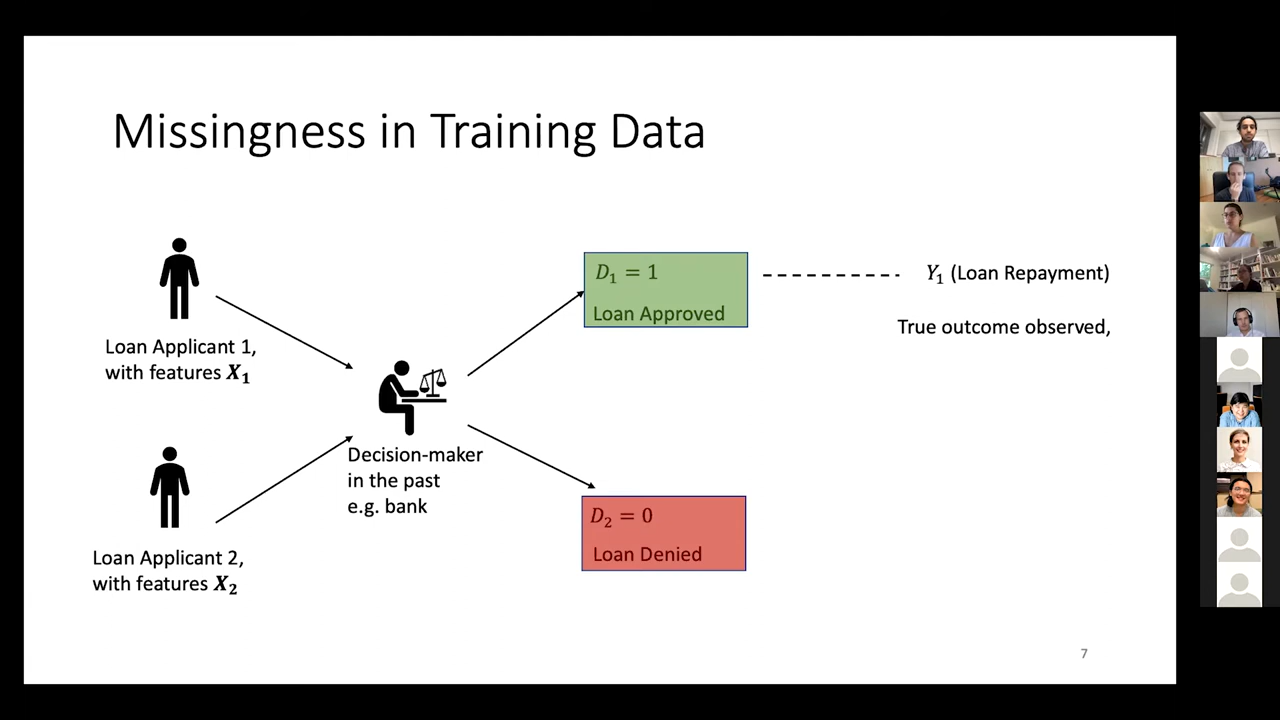 Missingness in Training Data
D₁ = 1
Loan Approved
Y₁ (Loan Repayment)
True outcome observed,
Loan Applicant 1,
with features X₁
Decision-maker
in the past
e.g. bank
D₂ = 0
Loan Denied
Loan Applicant 2,
with features X₂
7